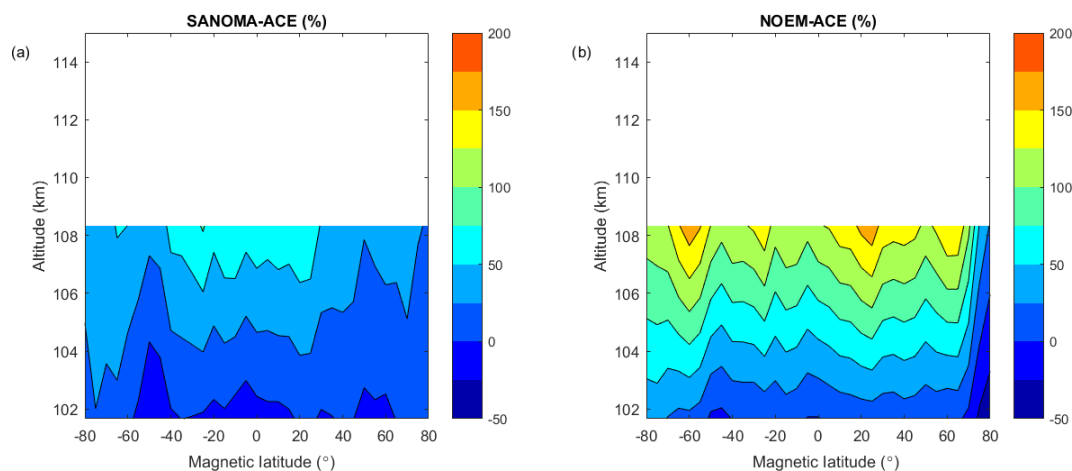 SANOMA-ACE (%)
(a)
114
112
110
108
106
104
102
Altitude (km)
-80 -60 -40 -20 0 20 40 60 80
Magnetic latitude (°)
200
150
100
50
0
-50
NOEM-ACE (%)
(b)
114
112
110
108
106
104
102
Altitude (km)
-80 -60 -40 -20 0 20 40 60 80
Magnetic latitude (°)
200
150
100
50
0
-50